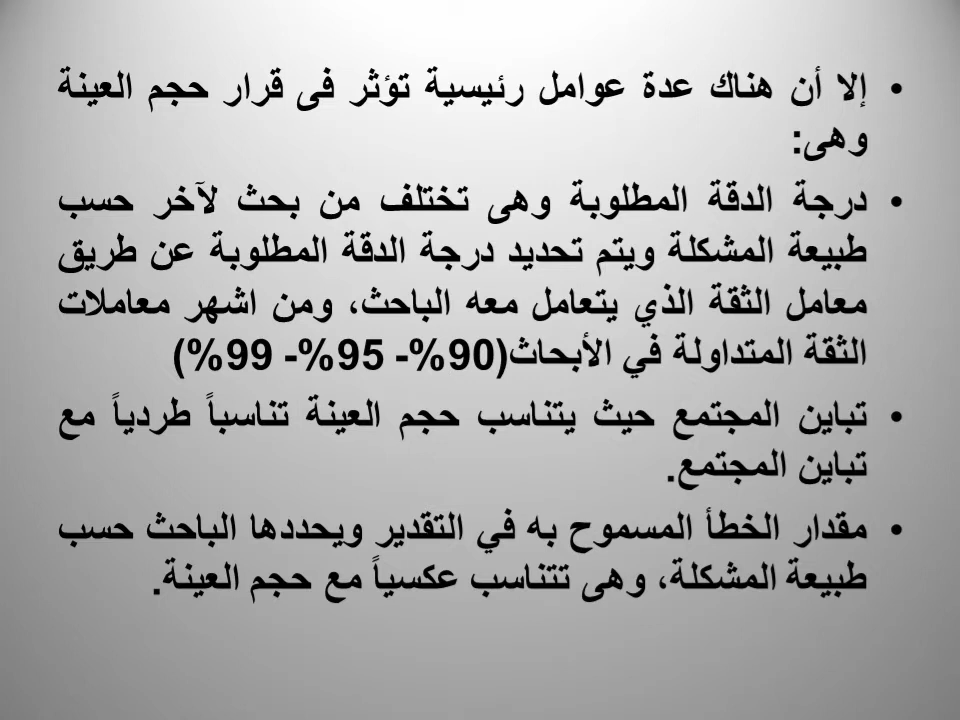 • إلا أن هناك عدة عوامل رئيسية تؤثر فى قرار حجم العينة
وهى:
• درجة الدقة المطلوبة وهى تختلف من بحث لآخر حسب
طبيعة المشكلة ويتم تحديد درجة الدقة المطلوبة عن طريق
معامل الثقة الذي يتعامل معه الباحث، ومن اشهر معاملات
الثقة المتداولة في الأبحاث(90%- 95%- 99%)
• تباين المجتمع حيث يتناسب حجم العينة تناسباً طردياً مع
تباين المجتمع.
• مقدار الخطأ المسموح به في التقدير ويحددها الباحث حسب
طبيعة المشكلة، وهى تتناسب عكسياً مع حجم العينة.